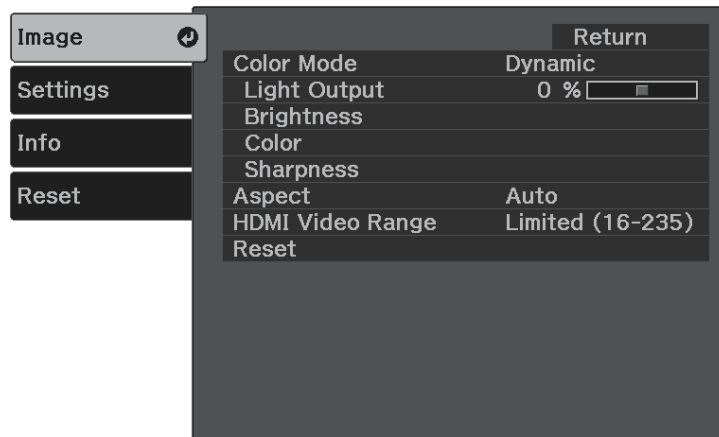 Image
Settings
Info
Reset
Return
Color Mode Dynamic
Light Output 0 %
Brightness
Color
Sharpness
Aspect Auto
HDMI Video Range Limited (16-235)
Reset